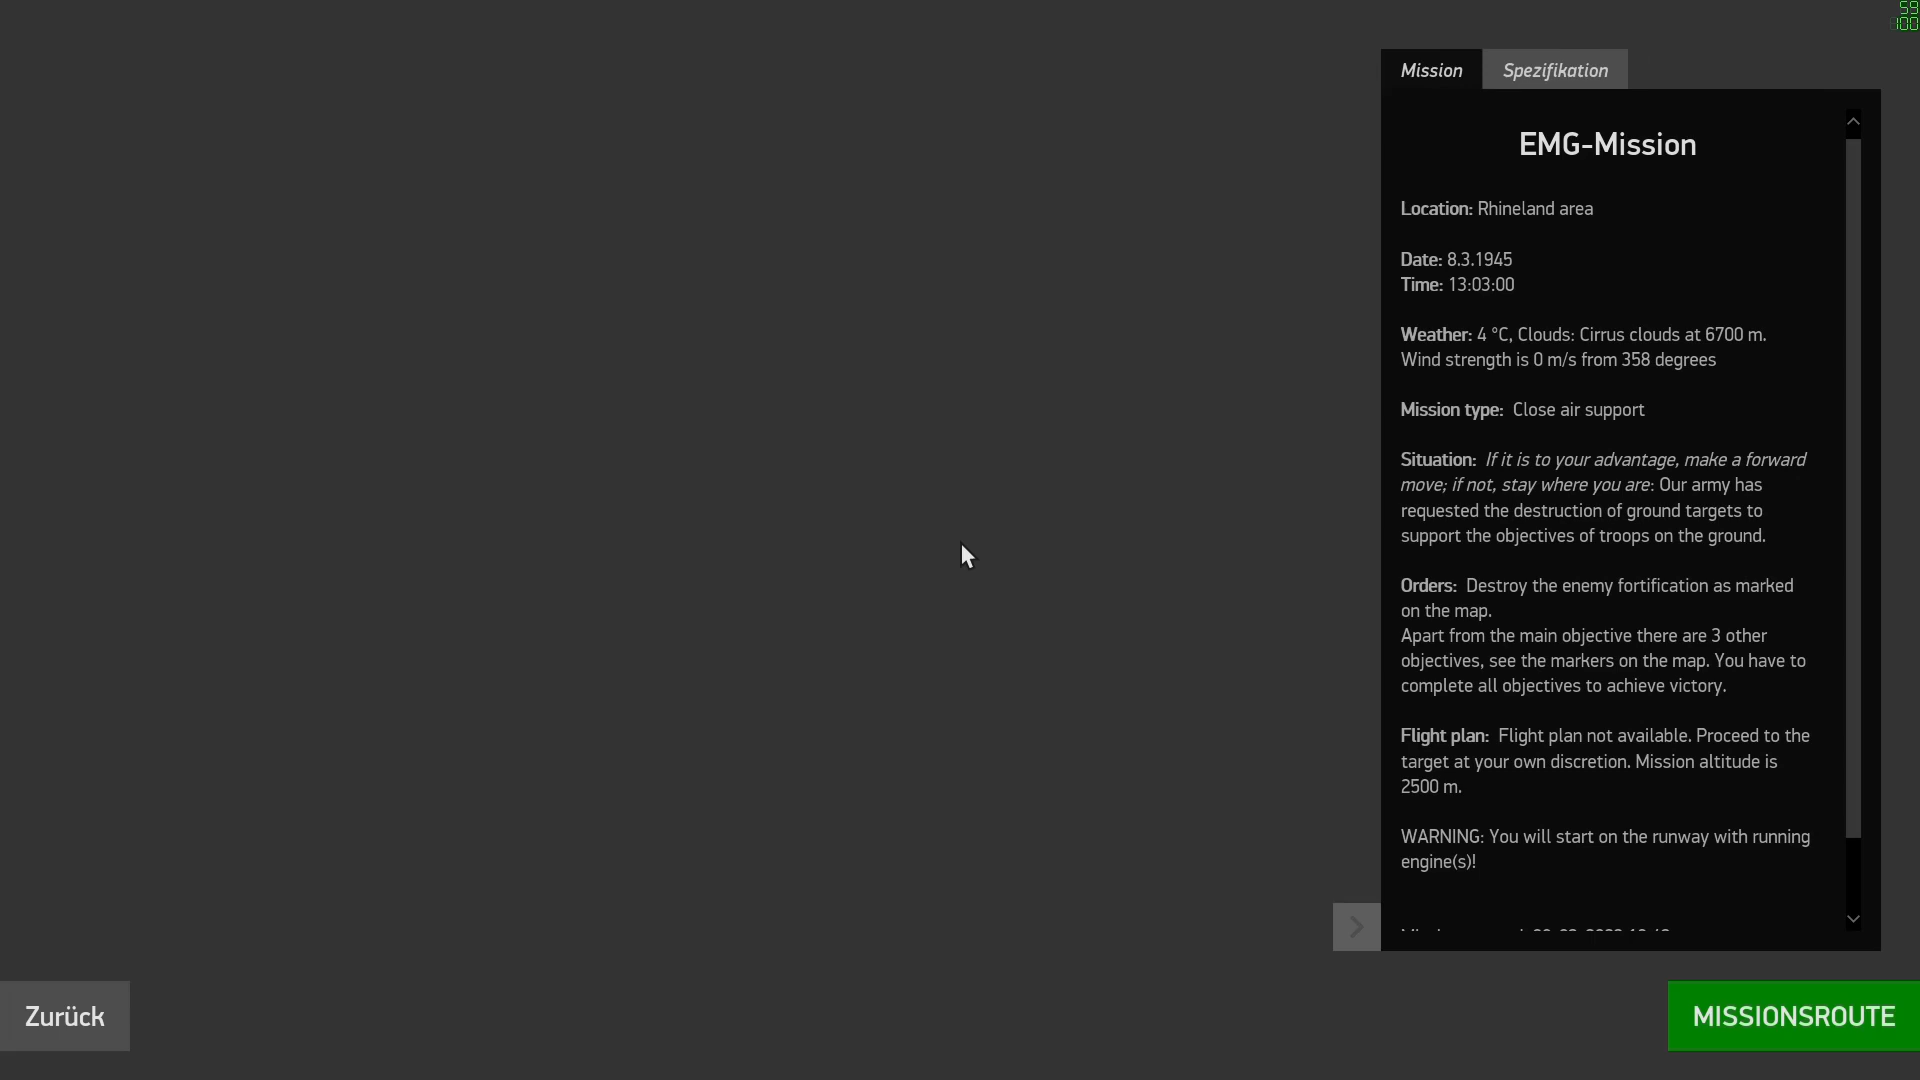 59
100
Mission
Spezifikation
EMG-Mission
Location: Rhineland area
Date: 8.3.1945
Time: 13:03:00
Weather: 4 °C, Clouds: Cirrus clouds at 6700 m.
Wind strength is 0 m/s from 358 degrees
Mission type: Close air support
Situation: If it is to your advantage, make a forward
move; if not, stay where you are: Our army has
requested the destruction of ground targets to
support the objectives of troops on the ground.
Orders: Destroy the enemy fortification as marked
on the map.
Apart from the main objective there are 3 other
objectives, see the markers on the map. You have to
complete all objectives to achieve victory.
Flight plan: Flight plan not available. Proceed to the
target at your own discretion. Mission altitude is
2500 m.
WARNING: You will start on the runway with running
engine(s)!
Zurück
MISSIONSROUTE